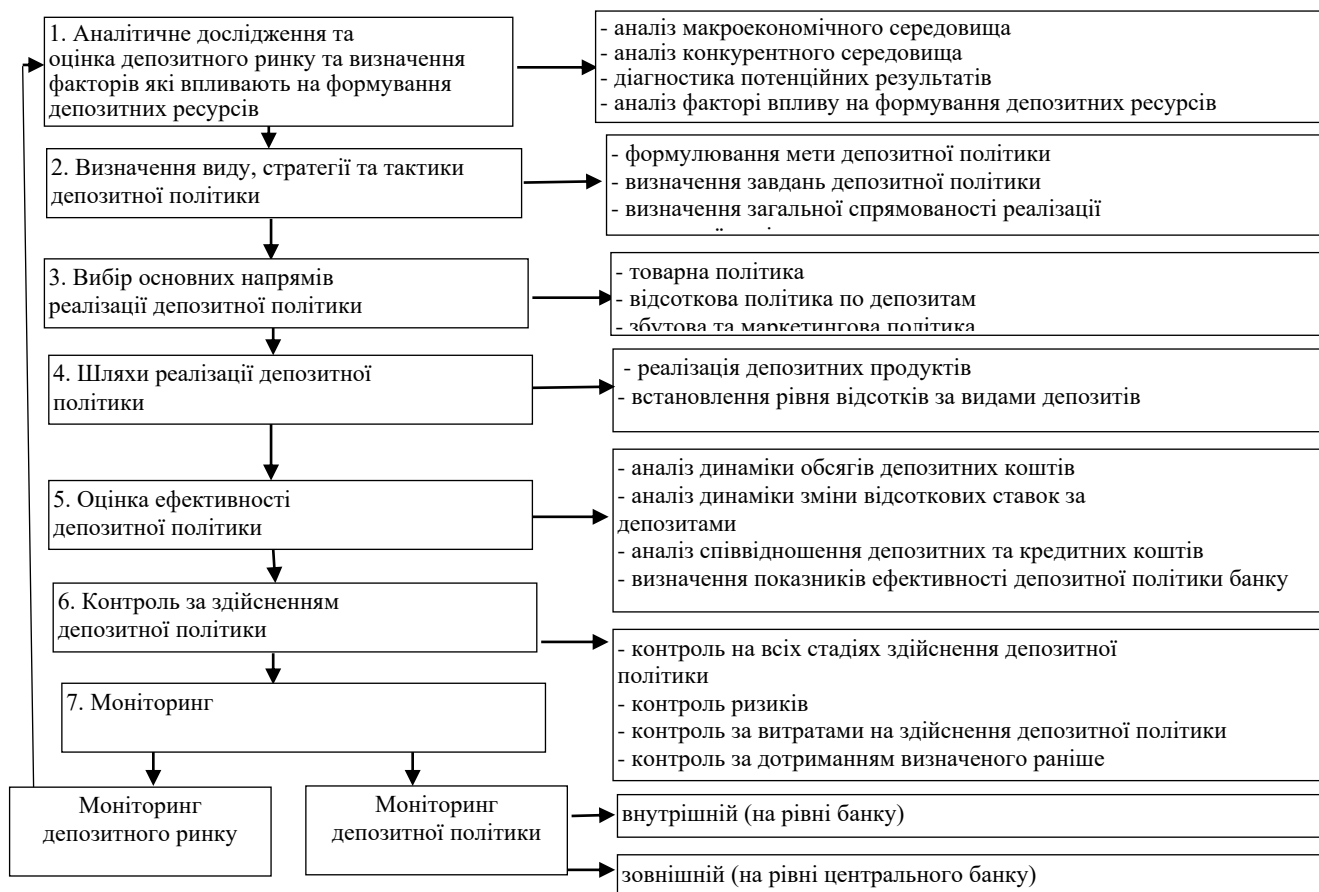 1. Аналітичне дослідження та
оцінка депозитного ринку та визначення
факторів які впливають на формування
депозитних ресурсів
- аналіз макроекономічного середовища
- аналіз конкурентного середовища
- діагностика потенційних результатів
- аналіз факторі впливу на формування депозитних ресурсів
2. Визначення виду, стратегії та тактики
депозитної політики
- формулювання мети депозитної політики
- визначення завдань депозитної політики
- визначення загальної спрямованості реалізації
3. Вибір основних напрямів
реалізації депозитної політики
- товарна політика
- відсоткова політика по депозитам
- збутова та маркетингова політика
4. Шляхи реалізації депозитної
політики
- реалізація депозитних продуктів
- встановлення рівня відсотків за видами депозитів
5. Оцінка ефективності
депозитної політики
- аналіз динаміки обсягів депозитних коштів
- аналіз динаміки зміни відсоткових ставок за
депозитами
- аналіз співвідношення депозитних та кредитних коштів
- визначення показників ефективності депозитної політики банку
6. Контроль за здійсненням
депозитної політики
- контроль на всіх стадіях здійснення депозитної
політики
- контроль ризиків
- контроль за витратами на здійснення депозитної політики
- контроль за дотриманням визначеного раніше
7. Моніторинг
Моніторинг
депозитного ринку
Моніторинг
депозитної політики
внутрішній (на рівні банку)
зовнішній (на рівні центрального банку)